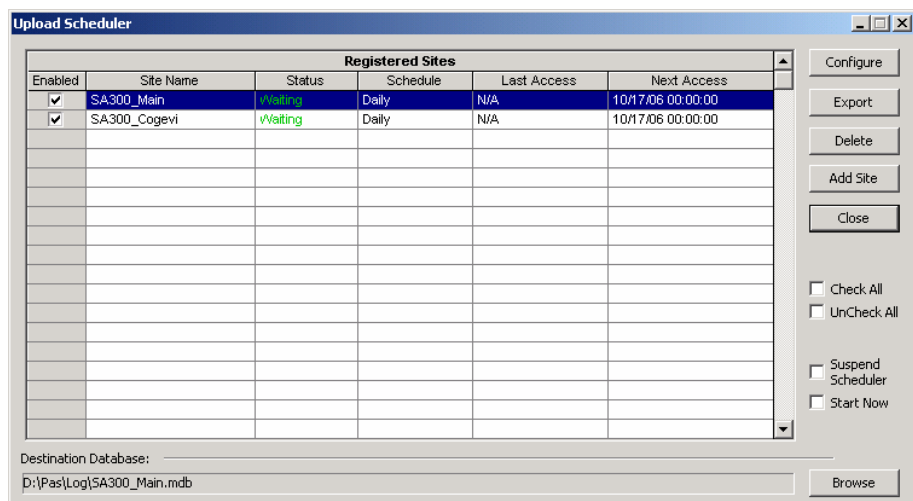 Upload Scheduler
Registered Sites
Enabled Site Name Status Schedule Last Access Next Access
SA300_Main Waiting Daily N/A 10/17/06 00:00:00
SA300_Cogevi Waiting Daily N/A 10/17/06 00:00:00
Configure
Export
Delete
Add Site
Close
Check All
UnCheck All
Suspend
Scheduler
Start Now
Destination Database:
D:\Pas\Log\SA300_Main.mdb
Browse